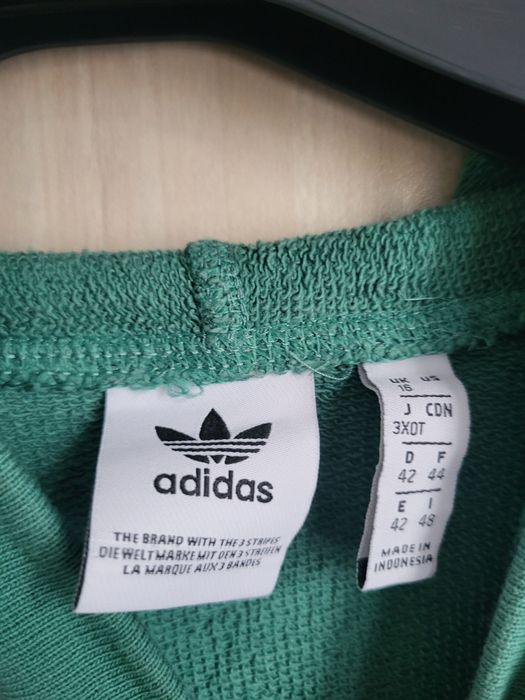 adidas
THE BRAND WITH THE 3 STRIPES
DIE WELTMARKE MIT DEN 3 STREIFEN
LA MARQUE AUX 3 BANDES
UK US
16
J CDN
3XOT
D F
42 44
E I
42 48
MADE IN
INDONESIA